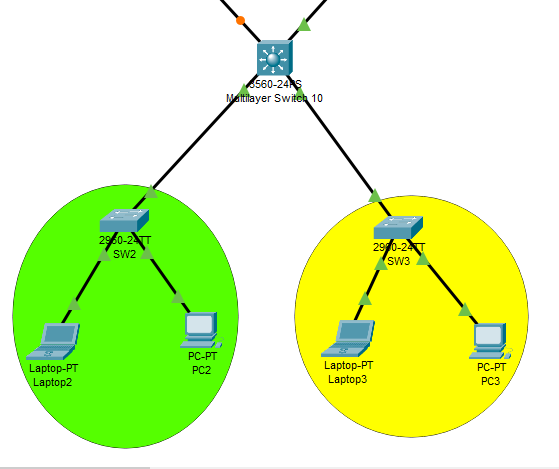 3560-24PS
Multilayer Switch 10
2960-24TT
SW2
2960-24TT
SW3
Laptop-PT
Laptop2
PC-PT
PC2
Laptop-PT
Laptop3
PC-PT
PC3